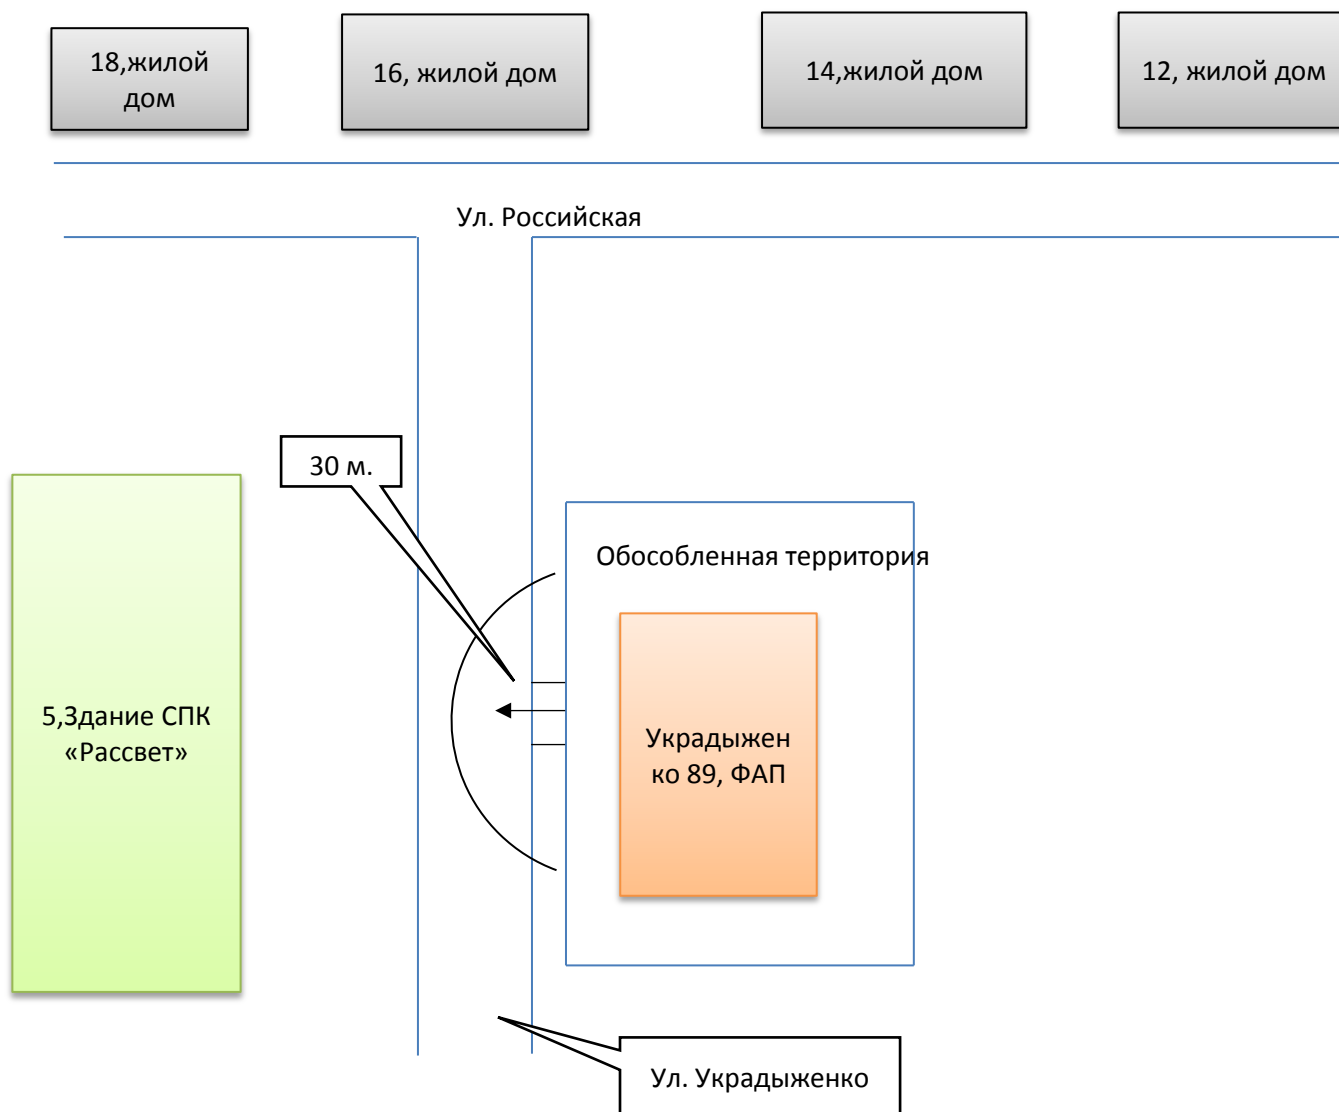 18,жилой
дом
16, жилой дом
14,жилой дом
12, жилой дом
Ул. Российская
30 м.
Обособленная территория
5,Здание СПК
«Рассвет»
Украдыжен
ко 89, ФАП
Ул. Украдыженко